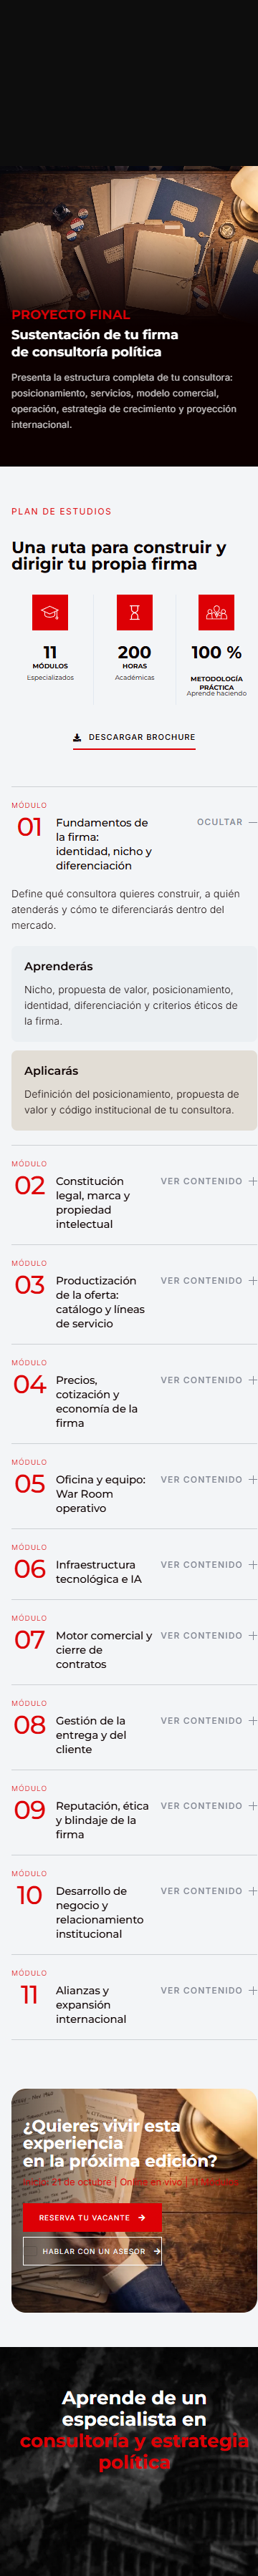 PROYECTO FINAL
Sustentación de tu firma
de consultoría política
Presenta la estructura completa de tu consultora:
posicionamiento, servicios, modelo comercial,
operación, estrategia de crecimiento y proyección
internacional.
PLAN DE ESTUDIOS
Una ruta para construir y
dirigir tu propia firma
11
MÓDULOS
Especializados
200
HORAS
Académicas
100 %
METODOLOGÍA
PRÁCTICA
Aprende haciendo
DESCARGAR BROCHURE
MÓDULO
01
Fundamentos de
la firma:
identidad, nicho y
diferenciación
OCULTAR
Define qué consultora quieres construir, a quién
atenderás y cómo te diferenciarás dentro del
mercado.
Aprenderás
Nicho, propuesta de valor, posicionamiento,
identidad, diferenciación y criterios éticos de
la firma.
Aplicarás
Definición del posicionamiento, propuesta de
valor y código institucional de tu consultora.
MÓDULO
02
Constitución
legal, marca y
propiedad
intelectual
VER CONTENIDO
MÓDULO
03
Productización
de la oferta:
catálogo y líneas
de servicio
VER CONTENIDO
MÓDULO
04
Precios,
cotización y
economía de la
firma
VER CONTENIDO
MÓDULO
05
Oficina y equipo:
War Room
operativo
VER CONTENIDO
MÓDULO
06
Infraestructura
tecnológica e IA
VER CONTENIDO
MÓDULO
07
Motor comercial y
cierre de
contratos
VER CONTENIDO
MÓDULO
08
Gestión de la
entrega y del
cliente
VER CONTENIDO
MÓDULO
09
Reputación, ética
y blindaje de la
firma
VER CONTENIDO
MÓDULO
10
Desarrollo de
negocio y
relacionamiento
institucional
VER CONTENIDO
MÓDULO
11
Alianzas y
expansión
internacional
VER CONTENIDO
¿Quieres vivir esta
experiencia
en la próxima edición?
21 de octubre | Online en vivo |
RESERVA TU VACANTE
HABLAR CON UN ASESOR
Aprende de un
especialista en
consultoría y estrategia
política